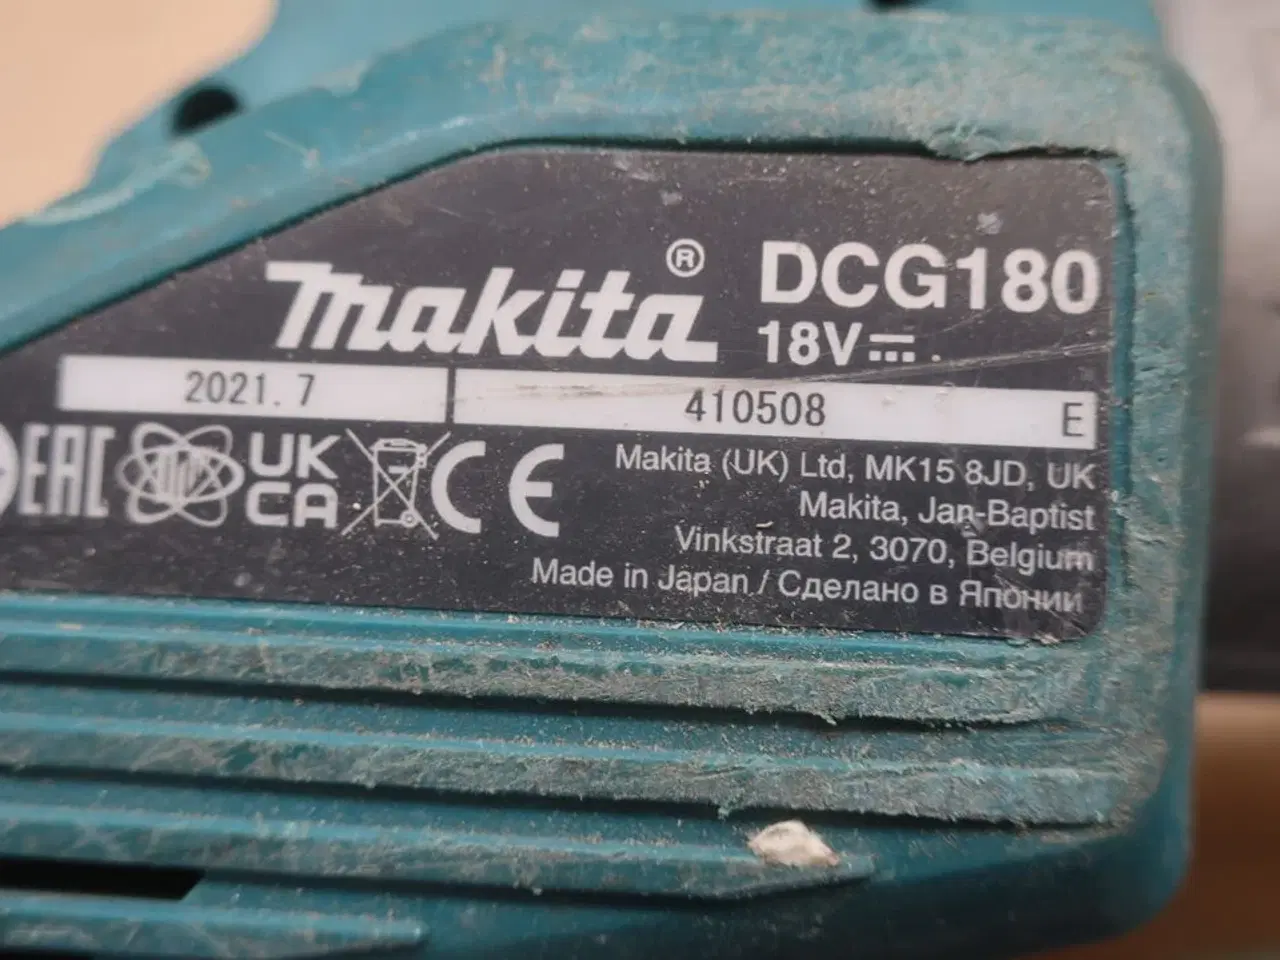 makita® DCG180
18V
2021.7 410508 E
EAC UK CA CE
Makita (UK) Ltd, MK15 8JD, UK
Makita, Jan-Baptist
Vinkstraat 2, 3070, Belgium
Made in Japan / Сделано в Японии